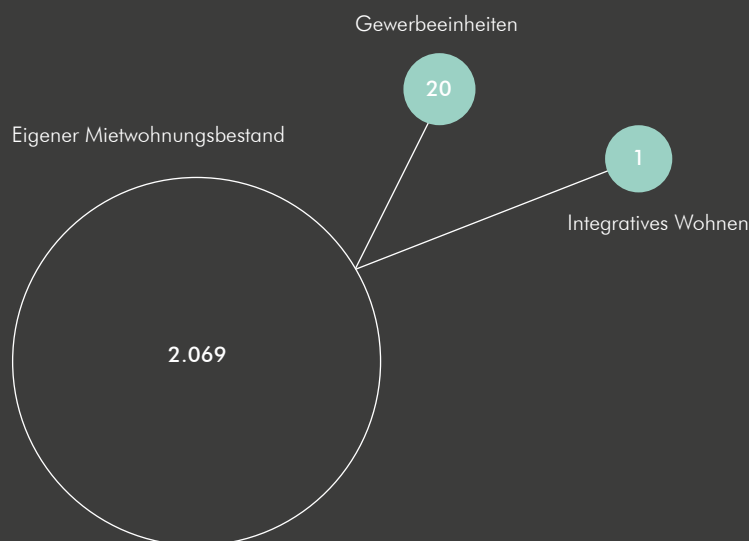 Gewerbeeinheiten
20
Eigener Mietwohnungsbestand
1
Integratives Wohnen
2.069